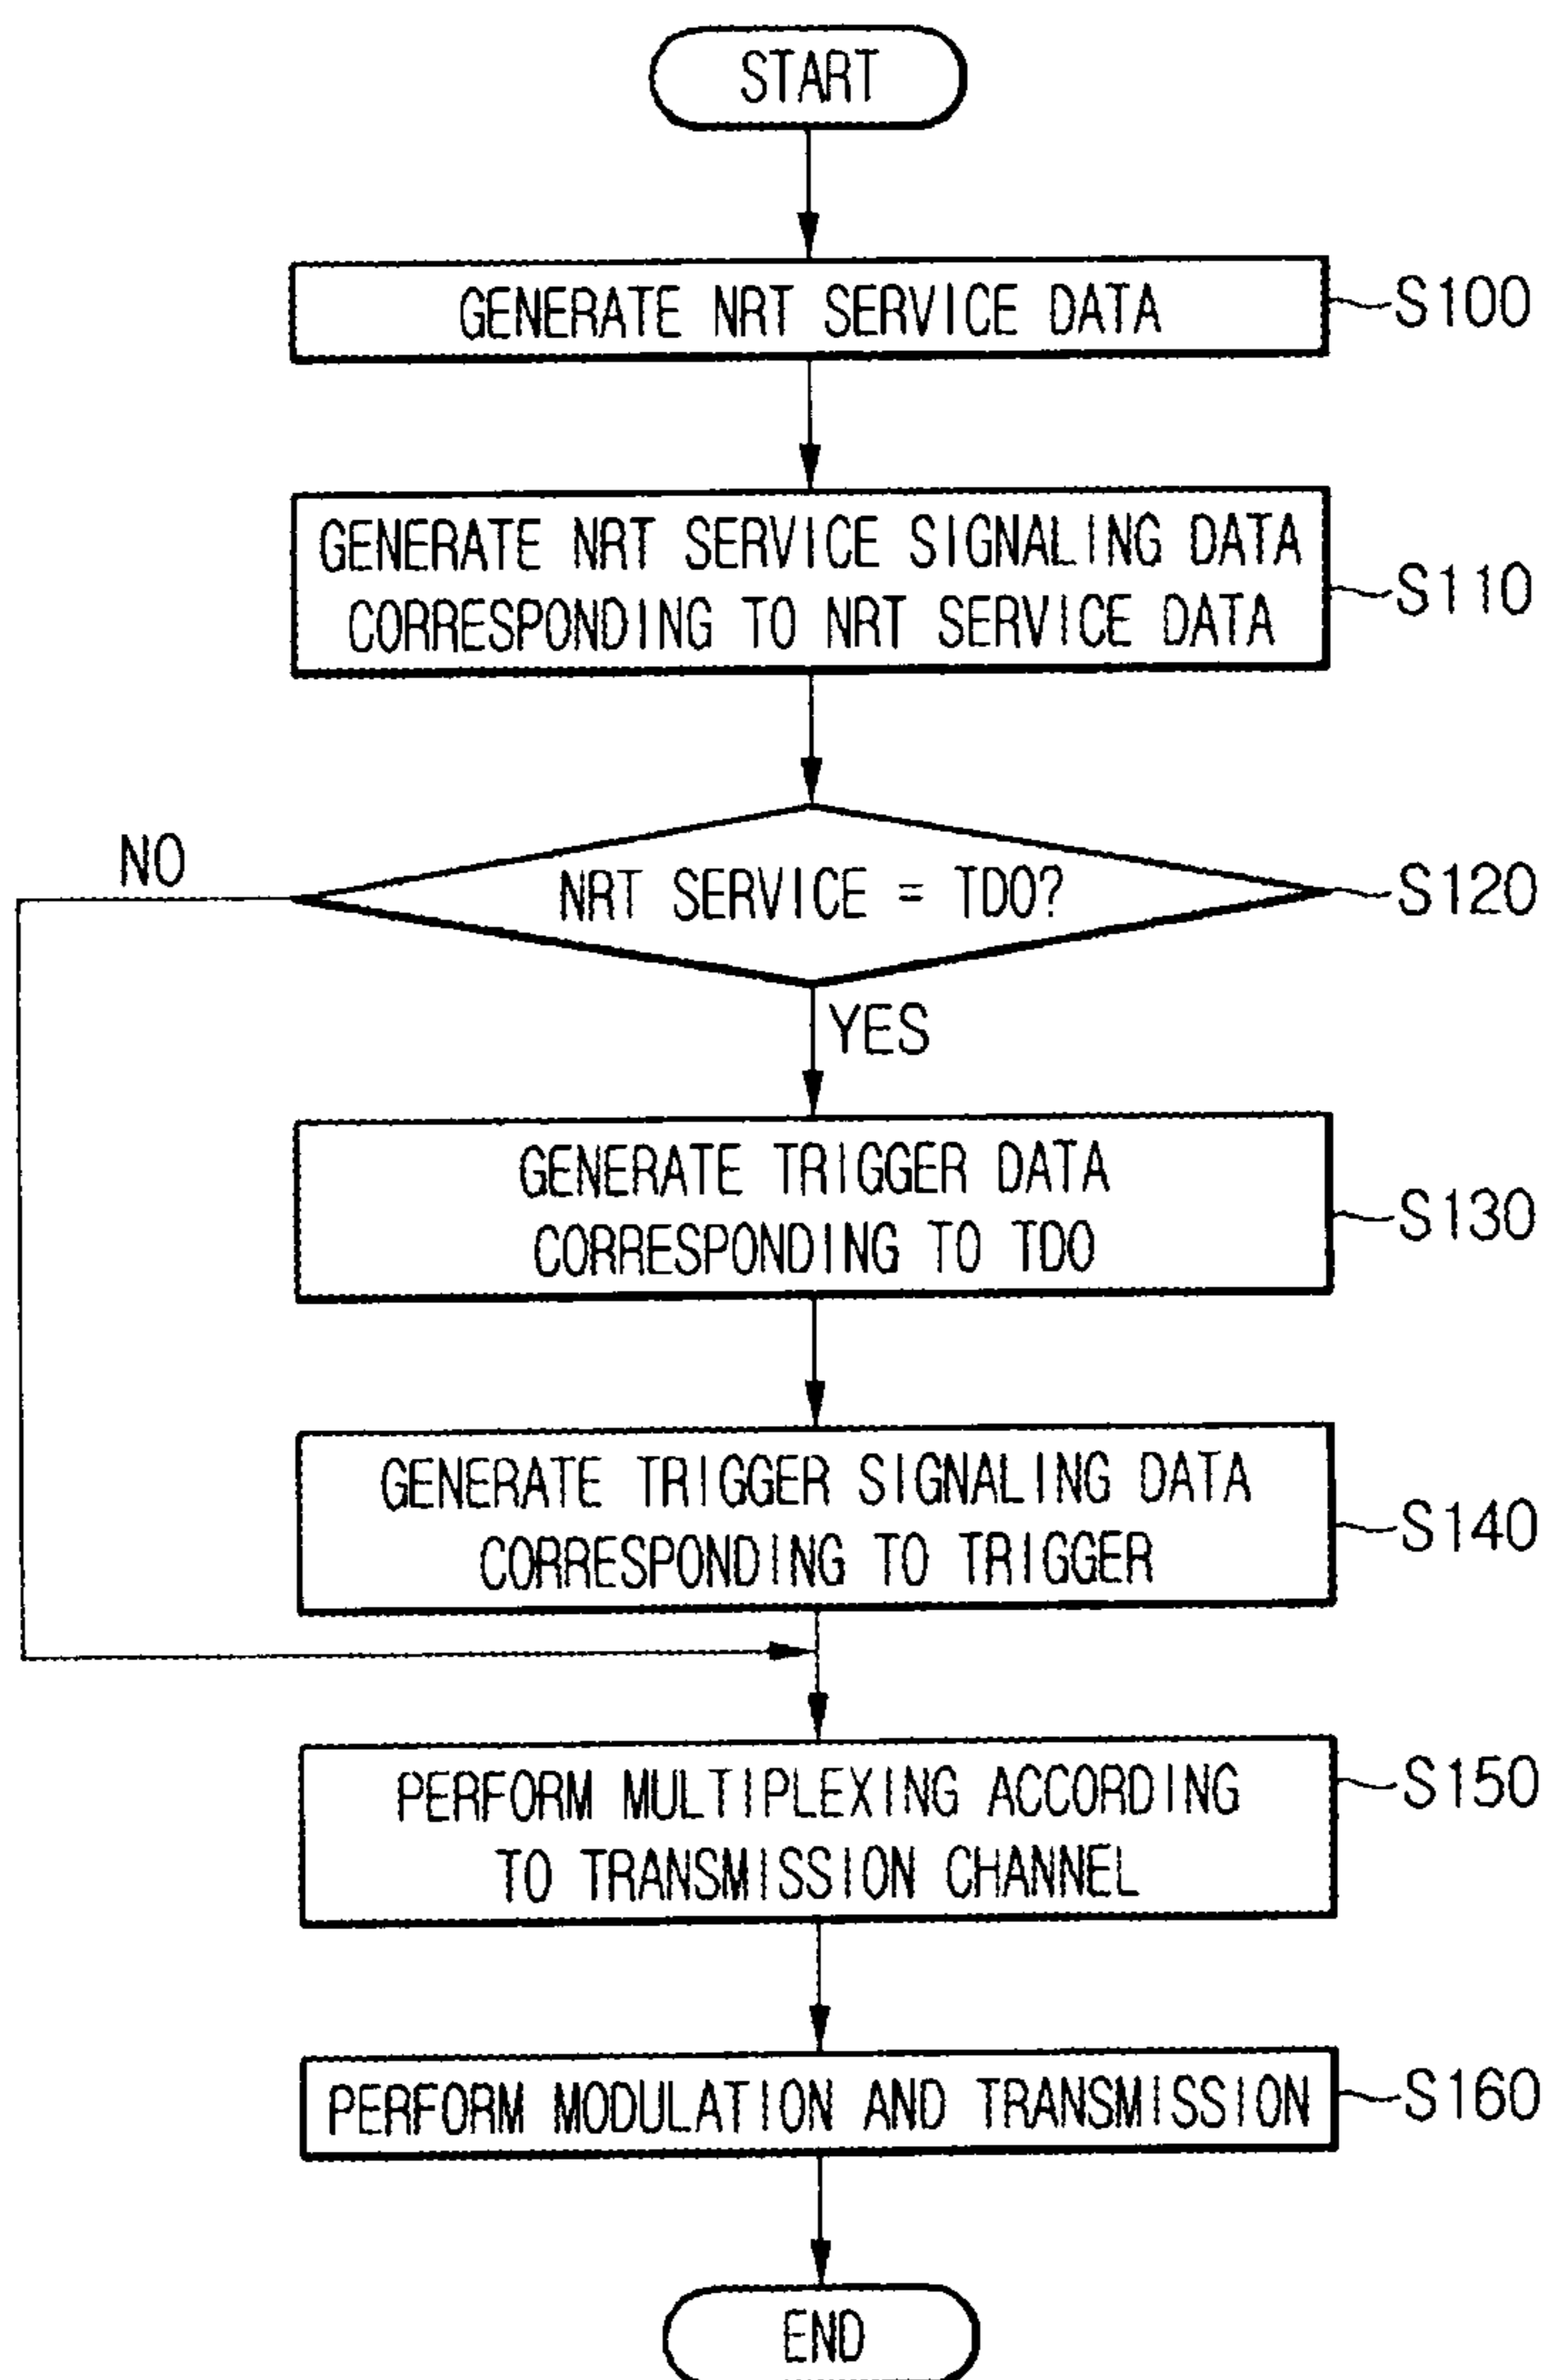 START
GENERATE NRT SERVICE DATA
S100
GENERATE NRT SERVICE SIGNALING DATA
CORRESPONDING TO NRT SERVICE DATA
S110
NO
NRT SERVICE = TDO?
S120
YES
GENERATE TRIGGER DATA
CORRESPONDING TO TDO
S130
GENERATE TRIGGER SIGNALING DATA
CORRESPONDING TO TRIGGER
S140
PERFORM MULTIPLEXING ACCORDING
TO TRANSMISSION CHANNEL
S150
PERFORM MODULATION AND TRANSMISSION
S160
END